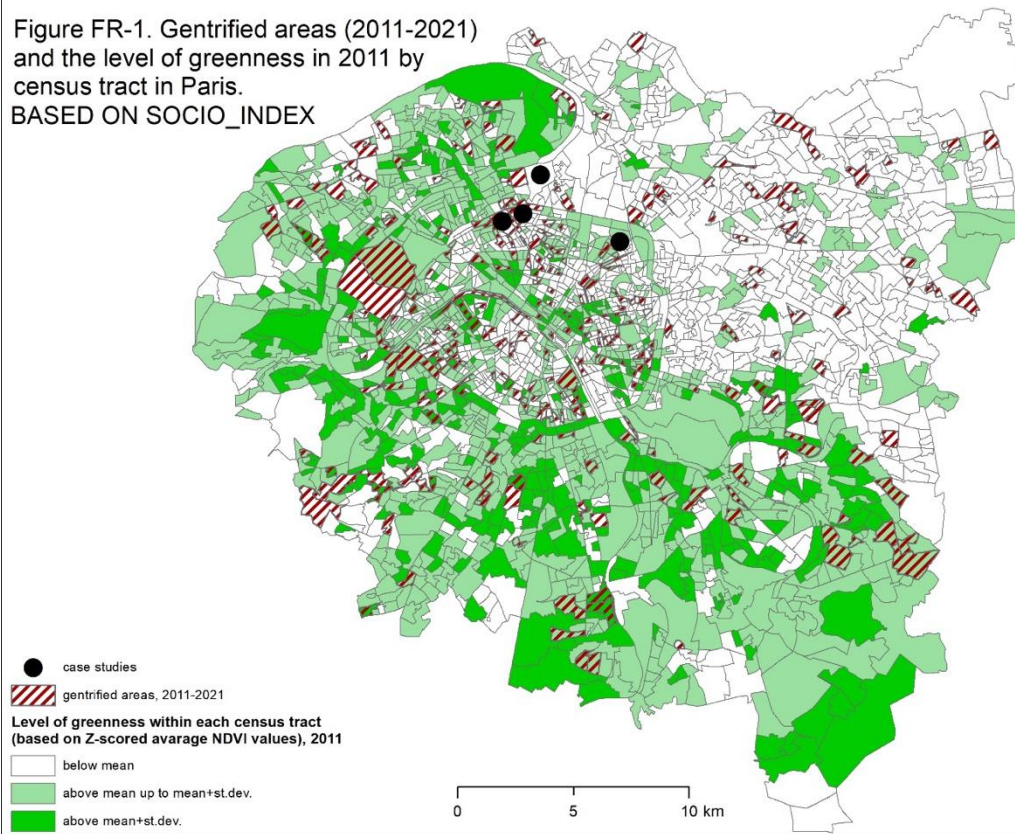 Figure FR-1. Gentrified areas (2011-2021)
and the level of greenness in 2011 by
census tract in Paris.
BASED ON SOCIO_INDEX
case studies
gentrified areas, 2011-2021
Level of greenness within each census tract
(based on Z-scored avarage NDVI values), 2011
below mean
above mean up to mean+st.dev.
above mean+st.dev.
0 5 10 km